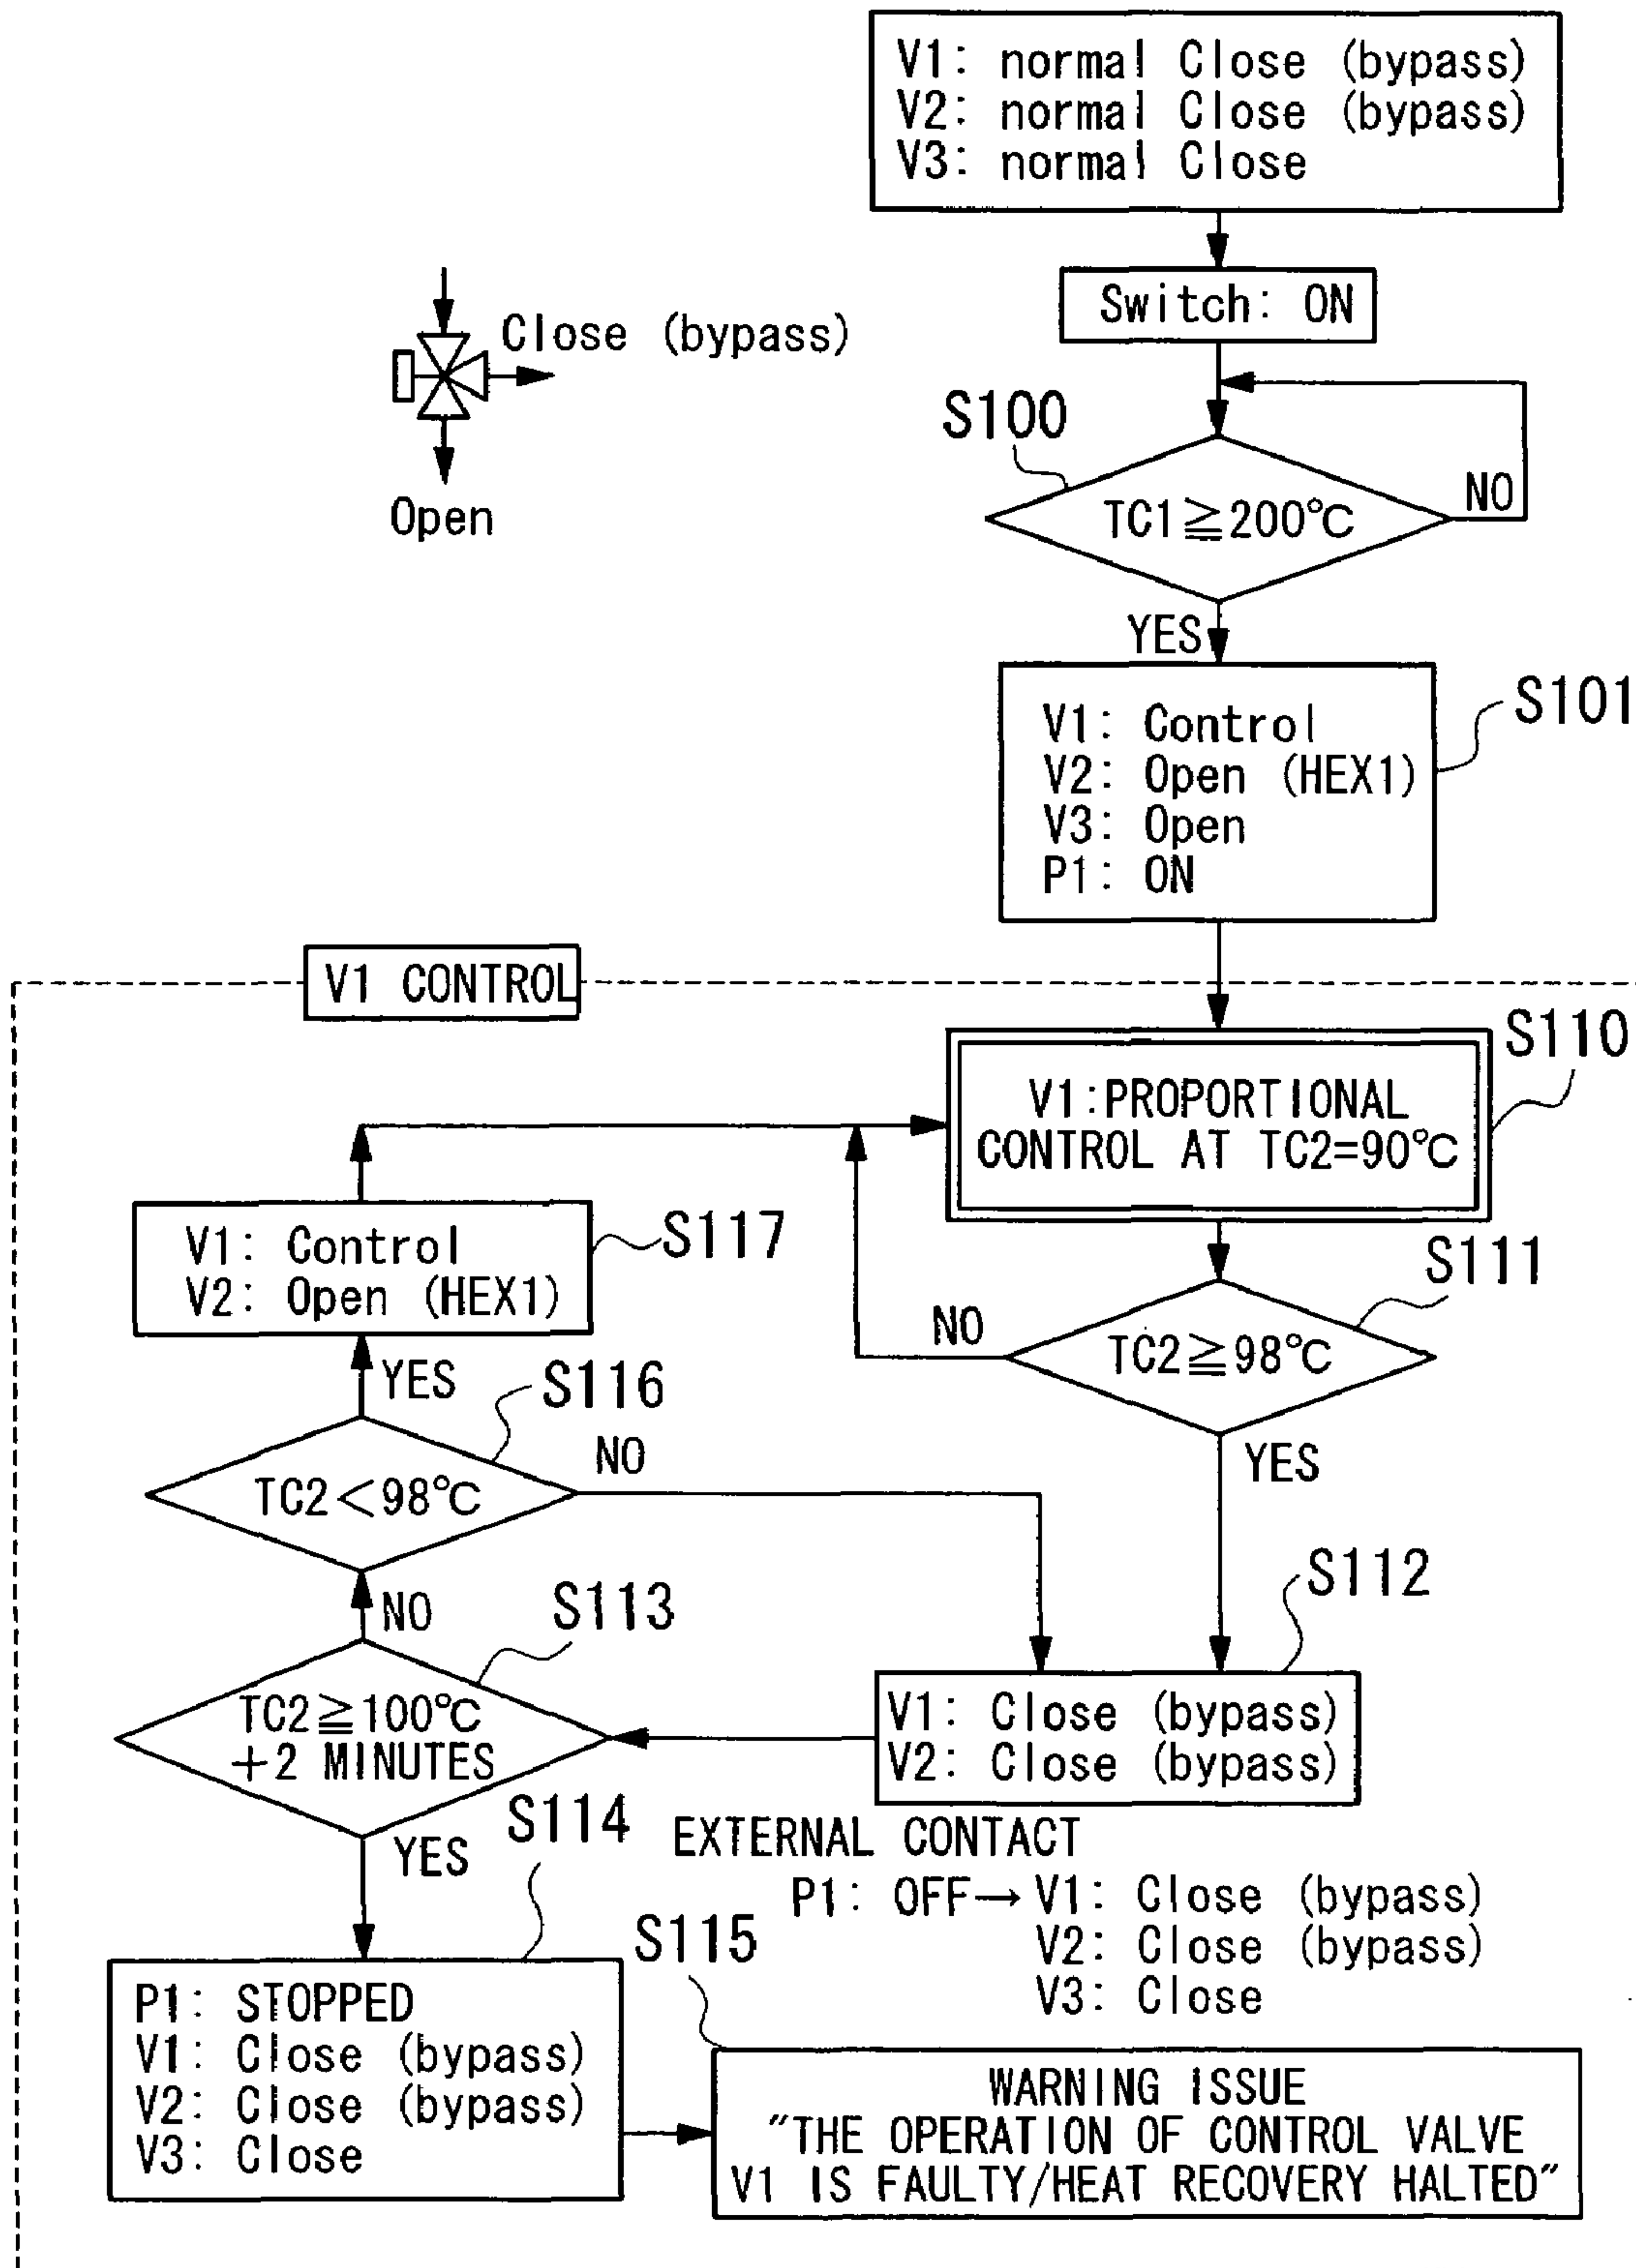 V1: normal Close (bypass)
V2: normal Close (bypass)
V3: normal Close
Switch: ON
Close (bypass)
Open
S100
TC1≧200℃
NO
YES
S101
V1: Control
V2: Open (HEX1)
V3: Open
P1: ON
V1 CONTROL
S110
V1:PROPORTIONAL
CONTROL AT TC2=90℃
S117
V1: Control
V2: Open (HEX1)
S111
NO
TC2≧98℃
YES
S116
YES
NO
TC2<98℃
S112
S113
NO
V1: Close (bypass)
V2: Close (bypass)
TC2≧100℃
+2 MINUTES
S114
YES
EXTERNAL CONTACT
P1: OFF→V1: Close (bypass)
V2: Close (bypass)
V3: Close
S115
P1: STOPPED
V1: Close (bypass)
V2: Close (bypass)
V3: Close
WARNING ISSUE
"THE OPERATION OF CONTROL VALVE
V1 IS FAULTY/HEAT RECOVERY HALTED"